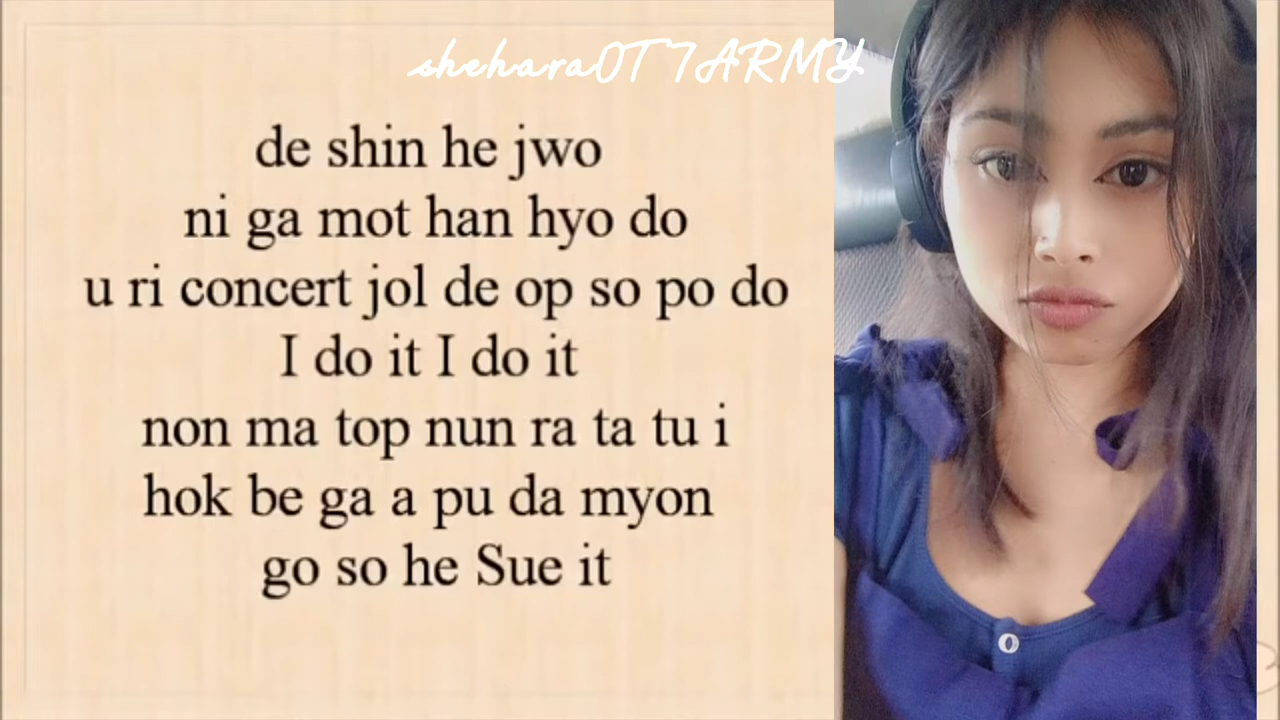 sheharaOT7ARMY
de shin he jwo
ni ga mot han hyo do
u ri concert jol de op so po do
I do it I do it
non ma top nun ra ta tu i
hok be ga a pu da myon
go so he Sue it